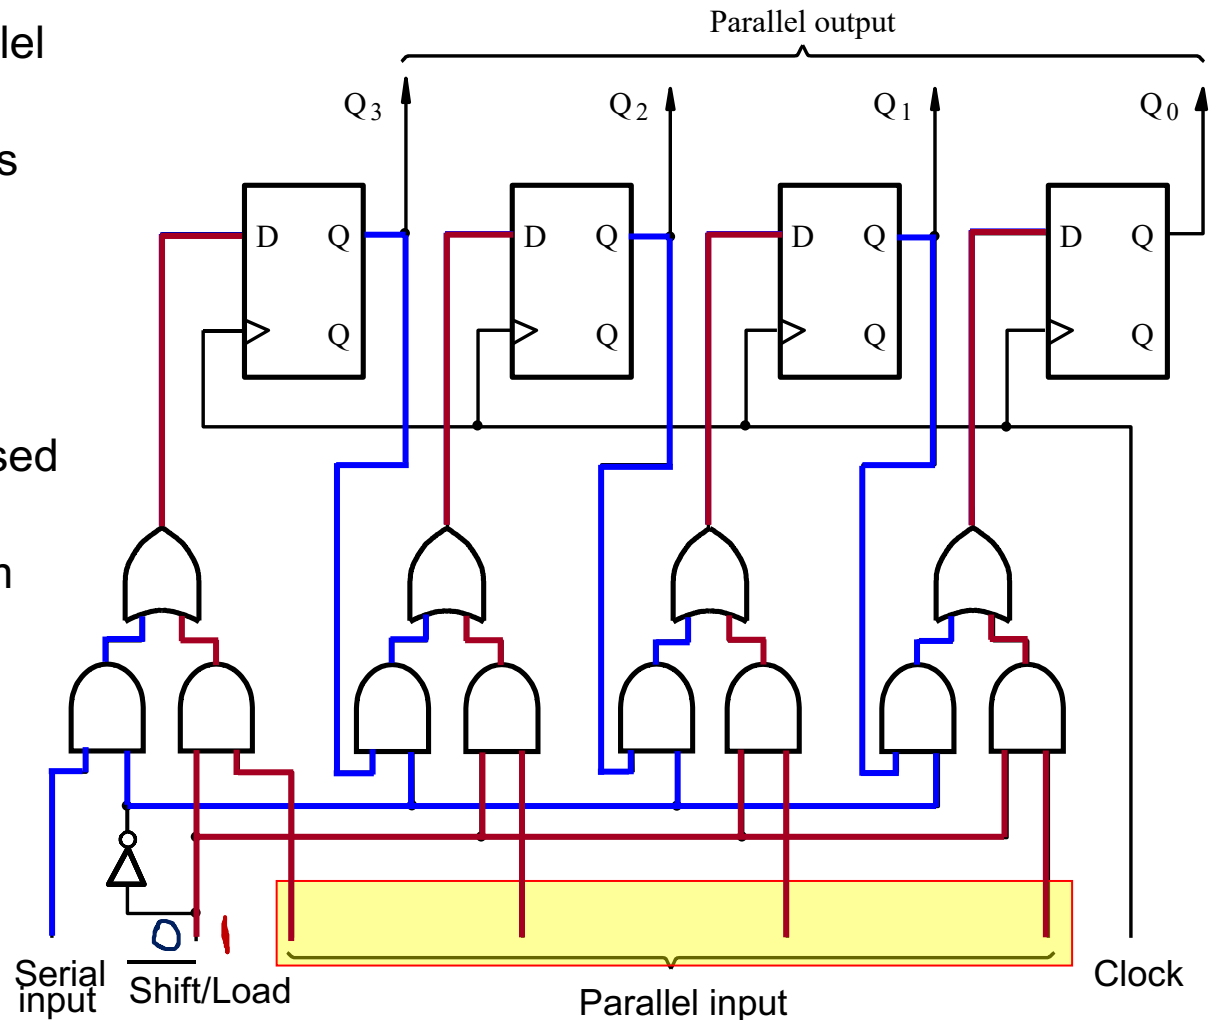 Parallel output
lel
s
sed
n
Q3 Q2 Q1 Q0
D Q D Q D Q D Q
Q Q Q Q
0 1
Serial input
Shift/Load
Parallel input
Clock